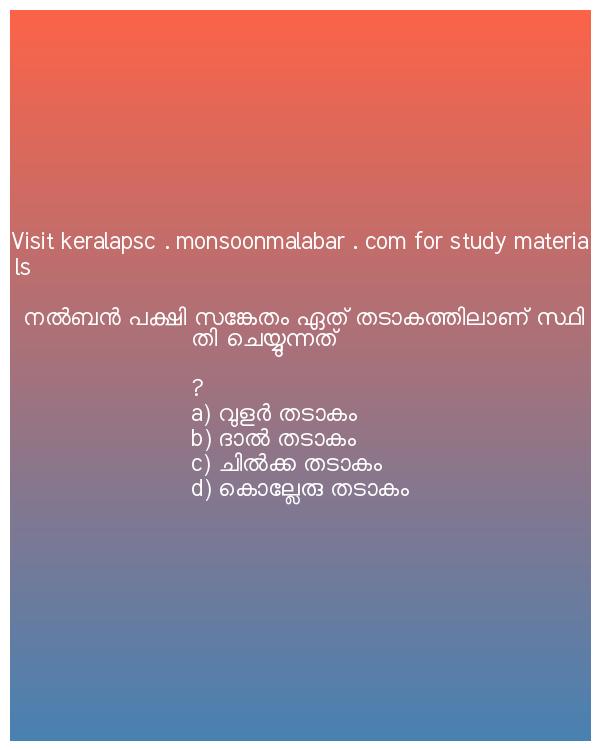 Visit keralapsc . monsoonmalabar . com for study materia
ls
നൽബൻ പക്ഷി സങ്കേതം ഏത് തടാകത്തിലാണ് സ്ഥി
തി ചെയ്യുന്നത്
?
a) വുളർ തടാകം
b) ദാൽ തടാകം
c) ചിൽക്ക തടാകം
d) കൊല്ലേരു തടാകം